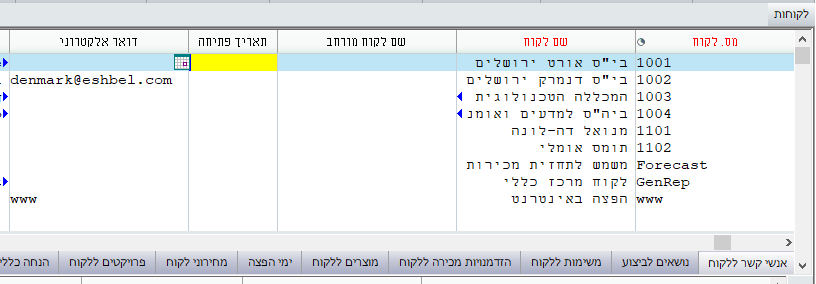 לקוחות
מס. לקוח שם לקוח שם לקוח מורחב תאריך פתיחה דואר אלקטרוני
1001 בי"ס אורט ירושלים
1002 בי"ס דנמרק ירושלים denmark@eshbel.com
1003 המכללה הטכנולוגית
1004 ביה"ס למדעים ואומנ
1101 מנואל דה-לונה
1102 תומס אומלי
Forecast משמש לתחזית מכירות
GenRep לקוח מרכז כללי
www הפצה באינטרנט www
אנשי קשר ללקוח נושאים לביצוע משימות ללקוח הזדמנויות מכירה ללקוח מוצרים ללקוח ימי הפצה מחירוני לקוח פרויקטים ללקוח הנחה כללי